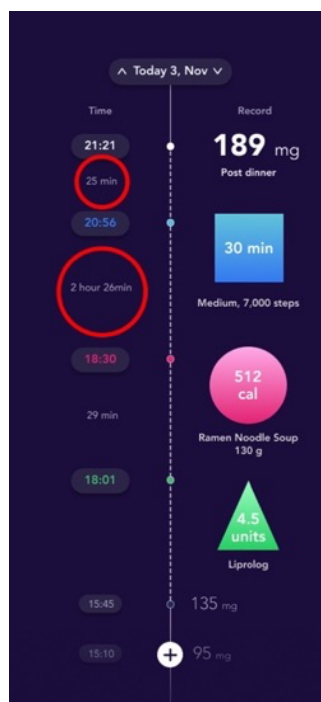 Today 3, Nov
Time Record
21:21 189 mg
Post dinner
25 min
20:56
30 min
2 hour 26min
Medium, 7,000 steps
18:30
512
cal
29 min
Ramen Noodle Soup
130 g
18:01
4.5
units
Liprolog
15:45 135 mg
15:10 95 mg